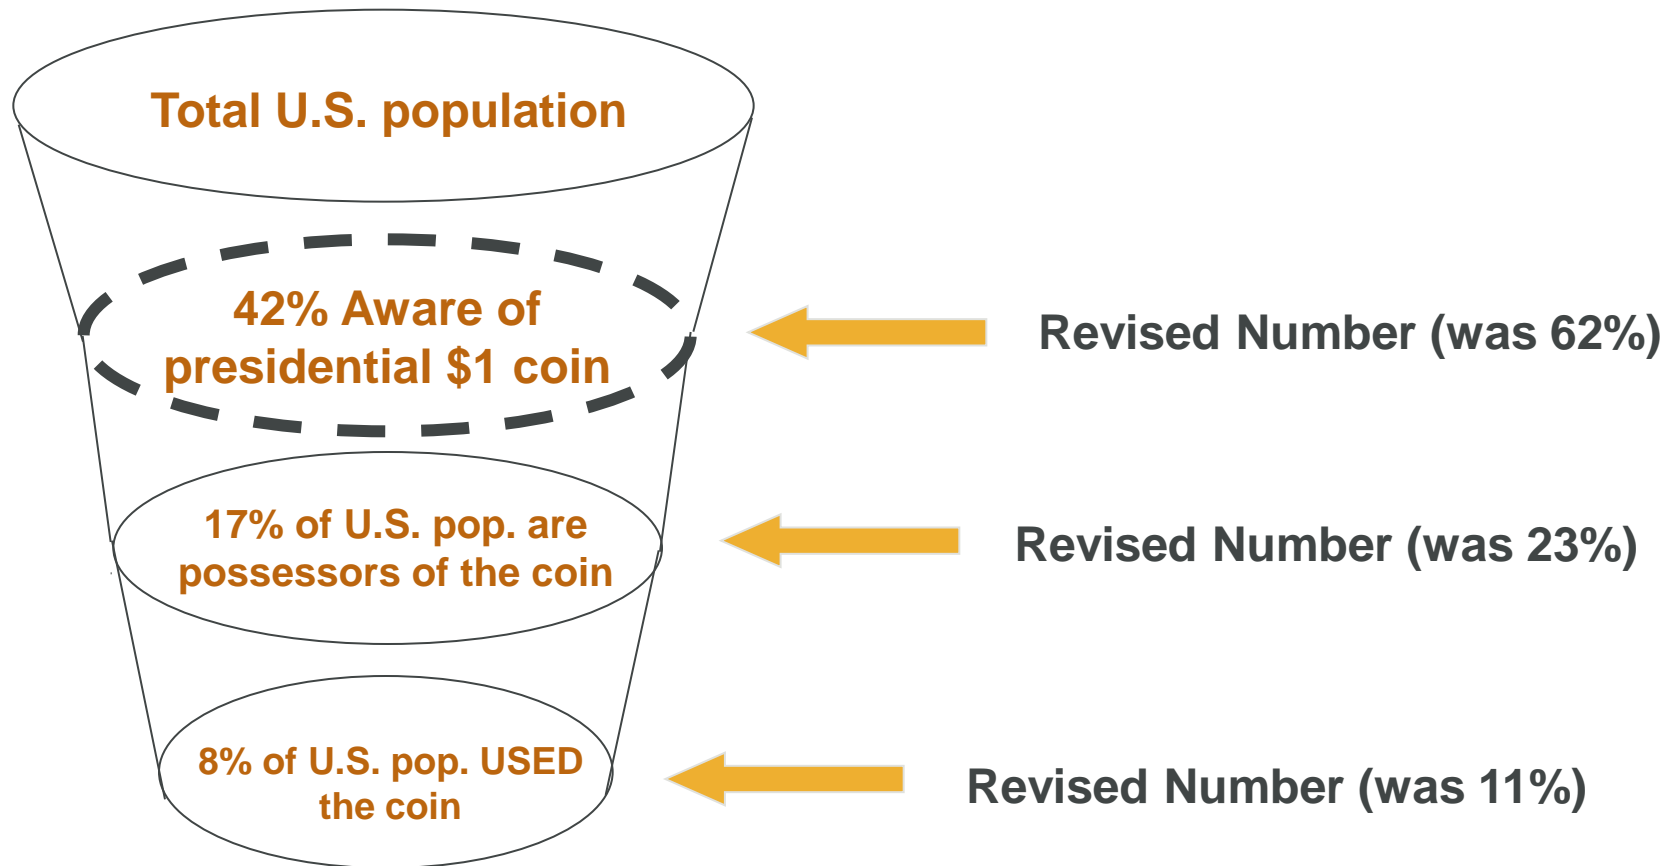 Total U.S. population
42% Aware of
presidential $1 coin
Revised Number (was 62%)
17% of U.S. pop. are
possessors of the coin
Revised Number (was 23%)
8% of U.S. pop. USED
the coin
Revised Number (was 11%)